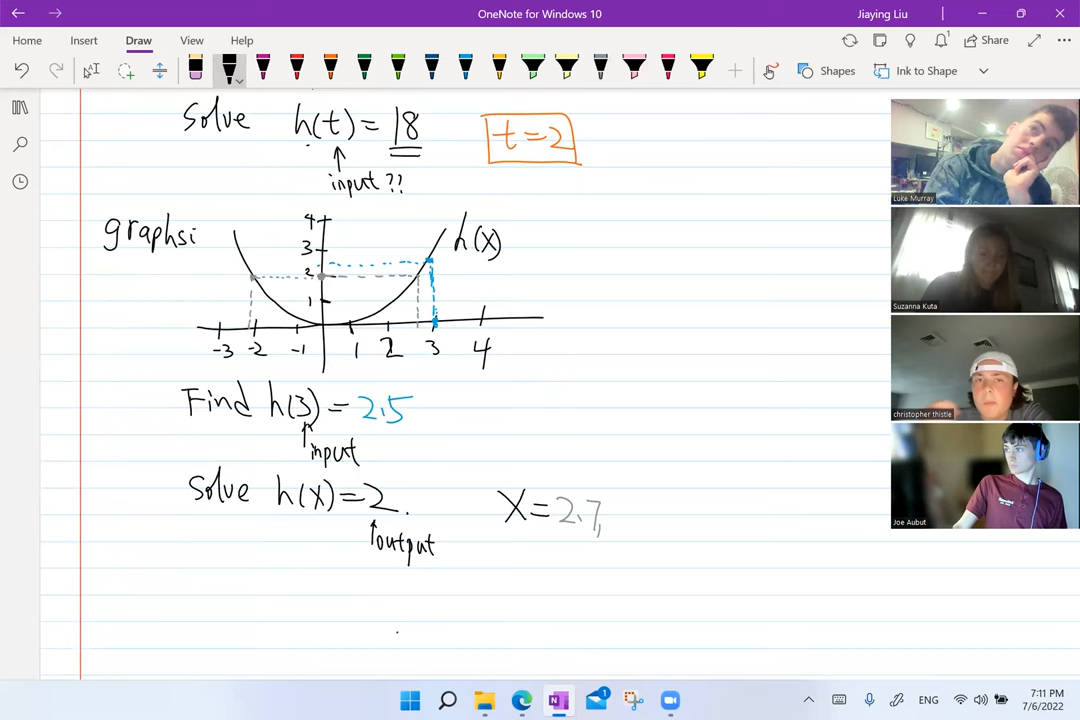 OneNote for Windows 10
Jiaying Liu
Home Insert Draw View Help
Share
Shapes
Ink to Shape
Solve h(t) = 18
t = 2
input ??
graphsi
h(x)
4
3
2
1
-3 -2 -1 1 2 3 4
Find h(3) = 2.5
input
Solve h(x) = 2.
x = 2.7,
output
Luke Murray
Suzanna Kuta
christopher thistle
Joe Aubut
1
ENG
7:11 PM
7/6/2022